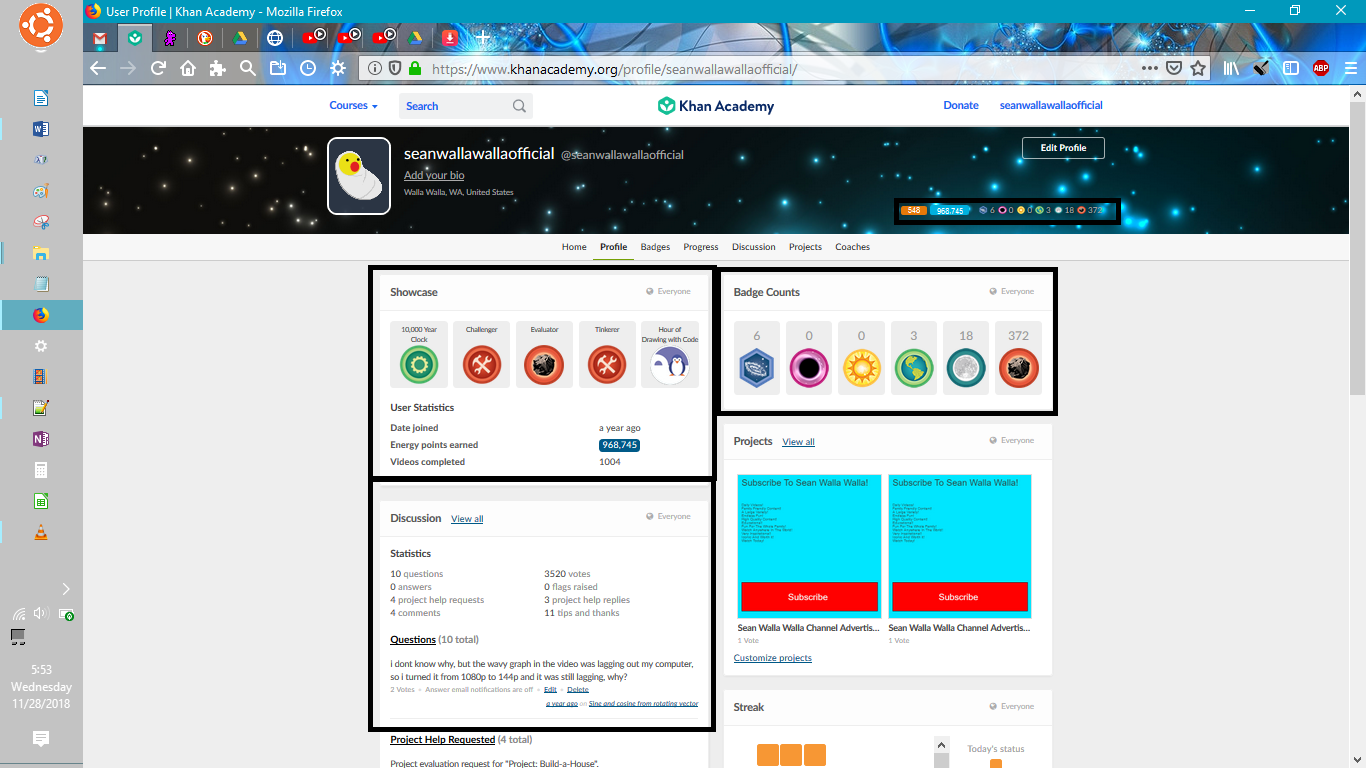 User Profile | Khan Academy - Mozilla Firefox
https://www.khanacademy.org/profile/seanwallawallaofficial/
ABP
Courses
Search
Khan Academy
Donate
seanwallawallaofficial
seanwallawallaofficial @seanwallawallaofficial
Edit Profile
Add your bio
Walla Walla, WA, United States
548 968,745 6 0 0 3 18 372
Home Profile Badges Progress Discussion Projects Coaches
Showcase
Everyone
10,000 Year Clock
Challenger
Evaluator
Tinkerer
Hour of Drawing with Code
User Statistics
Date joined a year ago
Energy points earned 968,745
Videos completed 1004
Badge Counts
Everyone
6 0 0 3 18 372
Discussion View all
Everyone
Statistics
10 questions 3520 votes
0 answers 0 flags raised
4 project help requests 3 project help replies
4 comments 11 tips and thanks
Questions (10 total)
i dont know why, but the wavy graph in the video was lagging out my computer,
so i turned it from 1080p to 144p and it was still lagging, why?
2 Votes • Answer email notifications are off • Edit • Delete
a year ago on Sine and cosine from rotating vector
Project Help Requested (4 total)
Project evaluation request for "Project: Build-a-House".
Projects View all
Everyone
Subscribe To Sean Walla Walla!
Subscribe
Sean Walla Walla Channel Advertis...
1 Vote
Subscribe To Sean Walla Walla!
Subscribe
Sean Walla Walla Channel Advertis...
1 Vote
Customize projects
Streak
Everyone
Today's status
5:53
Wednesday
11/28/2018